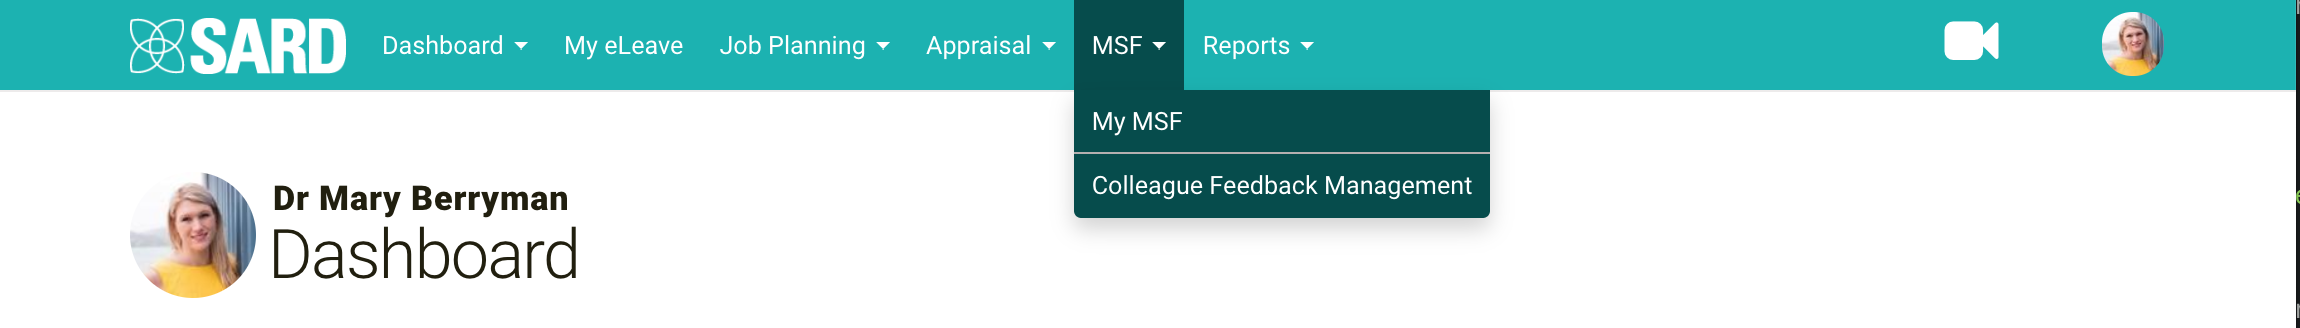 SARD Dashboard My eLeave Job Planning Appraisal MSF Reports
My MSF
Colleague Feedback Management
Dr Mary Berryman
Dashboard